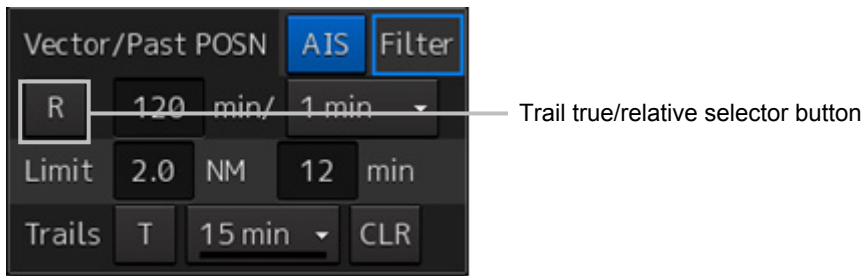 Vector/Past POSN AIS Filter
R 120 min/ 1 min
Trail true/relative selector button
Limit 2.0 NM 12 min
Trails T 15 min CLR